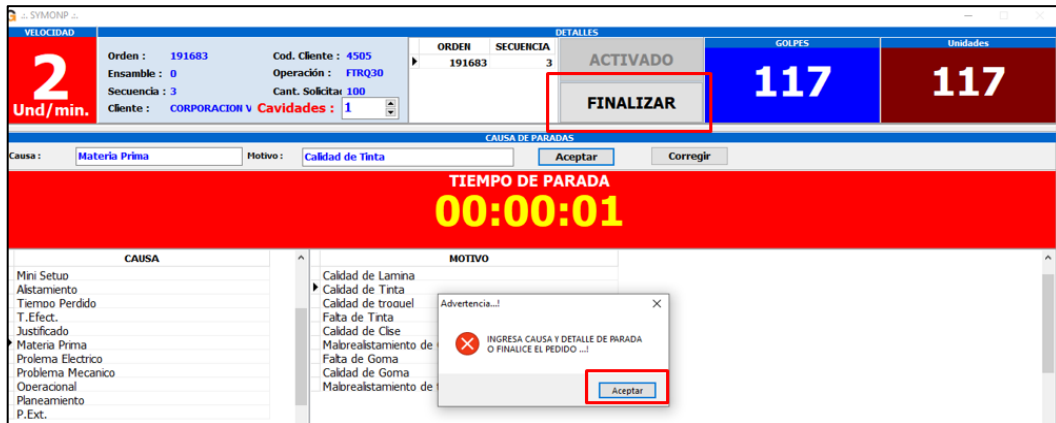 .:. SYMONP .:.
VELOCIDAD
DETALLES
2
Und/min.
Orden : 191683
Cod. Cliente : 4505
Ensamble : 0
Operación : FTRQ30
Secuencia : 3
Cant. Solicitac 100
Cliente : CORPORACION V
Cavidades : 1
ORDEN SECUENCIA
191683 3
ACTIVADO
FINALIZAR
GOLPES
117
Unidades
117
CAUSA DE PARADAS
Causa : Materia Prima Motivo : Calidad de Tinta Aceptar Corregir
TIEMPO DE PARADA
00:00:01
CAUSA
Mini Setup
Alistamiento
Tiempo Perdido
T.Efect.
Justificado
Materia Prima
Prolema Electrico
Problema Mecanico
Operacional
Planeamiento
P.Ext.
MOTIVO
Calidad de Lamina
Calidad de Tinta
Calidad de troquel
Falta de Tinta
Calidad de Clise
Malprealistamiento de
Falta de Goma
Calidad de Goma
Malprealistamiento de
Advertencia...!
INGRESA CAUSA Y DETALLE DE PARADA
O FINALICE EL PEDIDO ...!
Aceptar